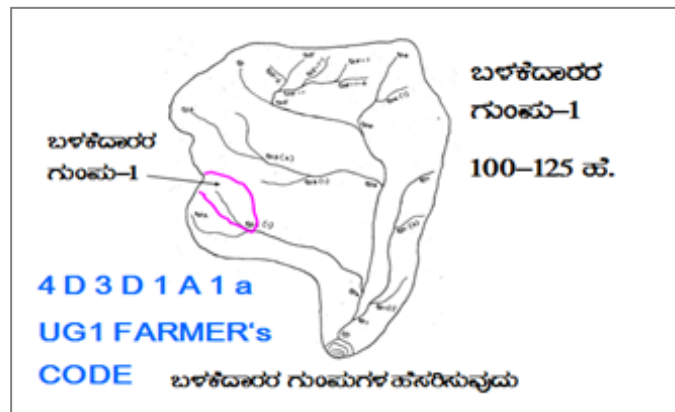 ಬಳಕೆದಾರರ
ಗುಂಪು–1
100–125 ಹೆ.
ಬಳಕೆದಾರರ
ಗುಂಪು–1
4 D 3 D 1 A 1 a
UG1 FARMER's
CODE
ಬಳಕೆದಾರರ ಗುಂಪುಗಳ ಹೆಸರಿಸುವುದು